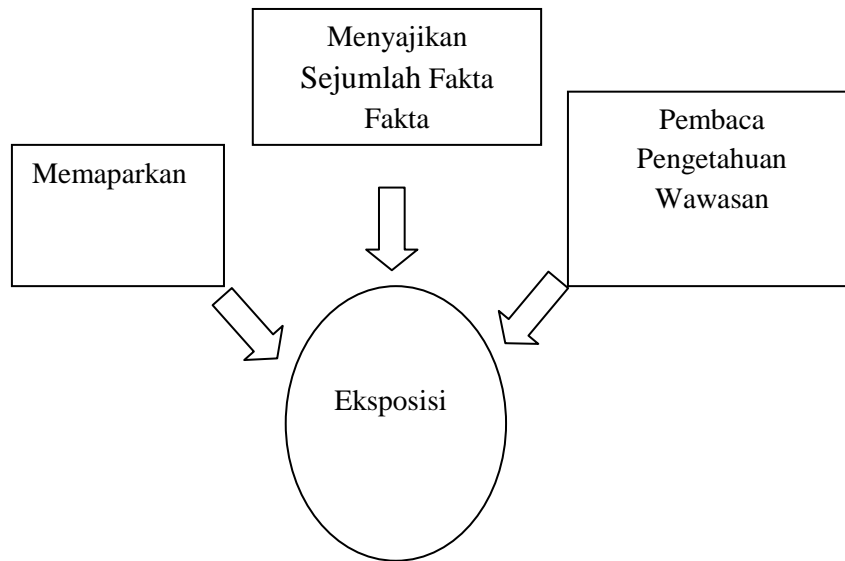 Menyajikan
Sejumlah Fakta
Fakta
Memaparkan
Pembaca
Pengetahuan
Wawasan
Eksposisi